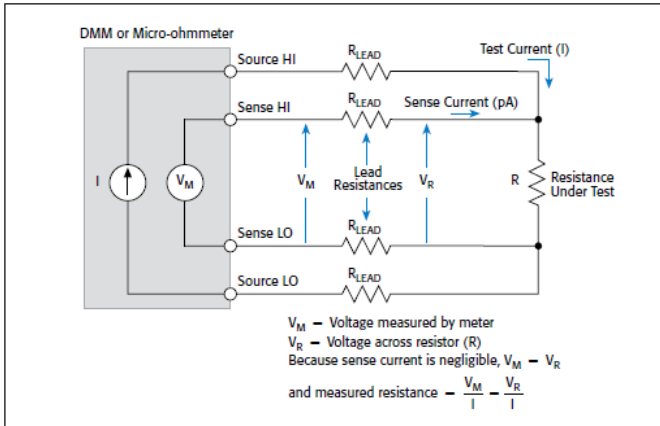 DMM or Micro-ohmmeter
Source HI
RLEAD
Test Current (I)
Sense HI
RLEAD
Sense Current (pA)
I
VM
VM
Lead
Resistances
VR
R
Resistance
Under Test
Sense LO
RLEAD
Source LO
RLEAD
VM – Voltage measured by meter
VR – Voltage across resistor (R)
Because sense current is negligible, VM – VR
and measured resistance – VM/I – VR/I